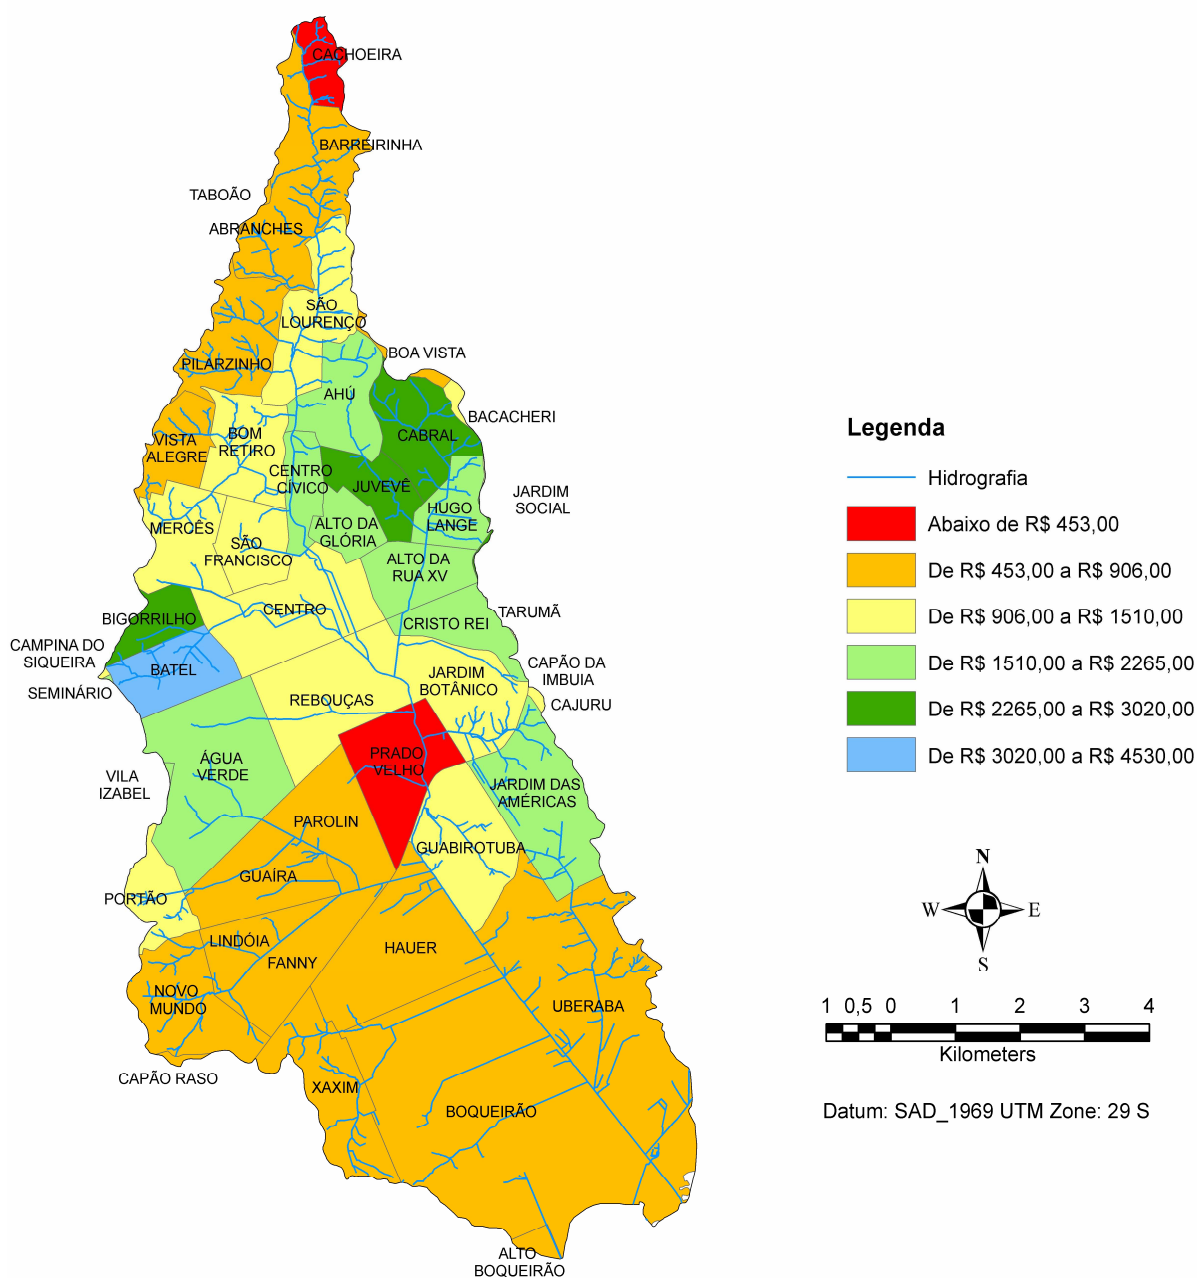 CACHOEIRA
BARREIRINHA
TABOÃO
ABRANCHES
SÃO
LOURENÇO
BOA VISTA
PILARZINHO
AHÚ
BACACHERI
CABRAL
BOM
RETIRO
VISTA
ALEGRE
CENTRO
CÍVICO
JUVEVÊ
JARDIM
SOCIAL
HUGO
LANGE
MERCÊS
ALTO DA
GLÓRIA
SÃO
FRANCISCO
ALTO DA
RUA XV
CENTRO
TARUMÃ
BIGORRILHO
CRISTO REI
CAMPINA DO
SIQUEIRA
BATEL
CAPÃO DA
IMBUIA
SEMINÁRIO
JARDIM
BOTÂNICO
REBOUÇAS
CAJURU
PRADO
VELHO
ÁGUA
VERDE
VILA
IZABEL
JARDIM DAS
AMÉRICAS
PAROLIN
GUABIROTUBA
GUAÍRA
PORTÃO
LINDÓIA
HAUER
FANNY
NOVO
MUNDO
UBERABA
CAPÃO RASO
XAXIM
BOQUEIRÃO
ALTO
BOQUEIRÃO
Legenda
Hidrografia
Abaixo de R$ 453,00
De R$ 453,00 a R$ 906,00
De R$ 906,00 a R$ 1510,00
De R$ 1510,00 a R$ 2265,00
De R$ 2265,00 a R$ 3020,00
De R$ 3020,00 a R$ 4530,00
N
W E
S
1 0,5 0 1 2 3 4
Kilometers
Datum: SAD_1969 UTM Zone: 29 S